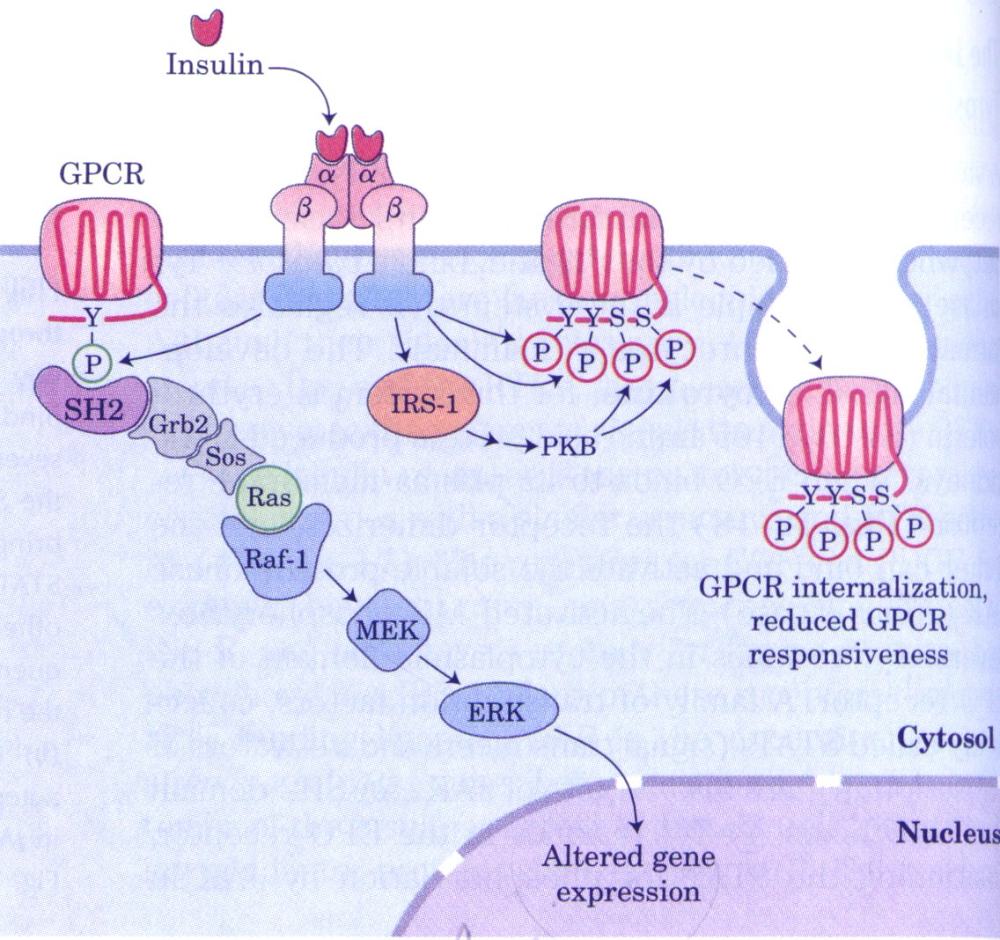 Insulin
GPCR
α α
β β
Y
P
SH2
Grb2
Sos
Ras
Raf-1
MEK
ERK
IRS-1
PKB
Y Y S S
P P P P
Y Y S S
P P P P
GPCR internalization,
reduced GPCR
responsiveness
Cytosol
Nucleus
Altered gene
expression